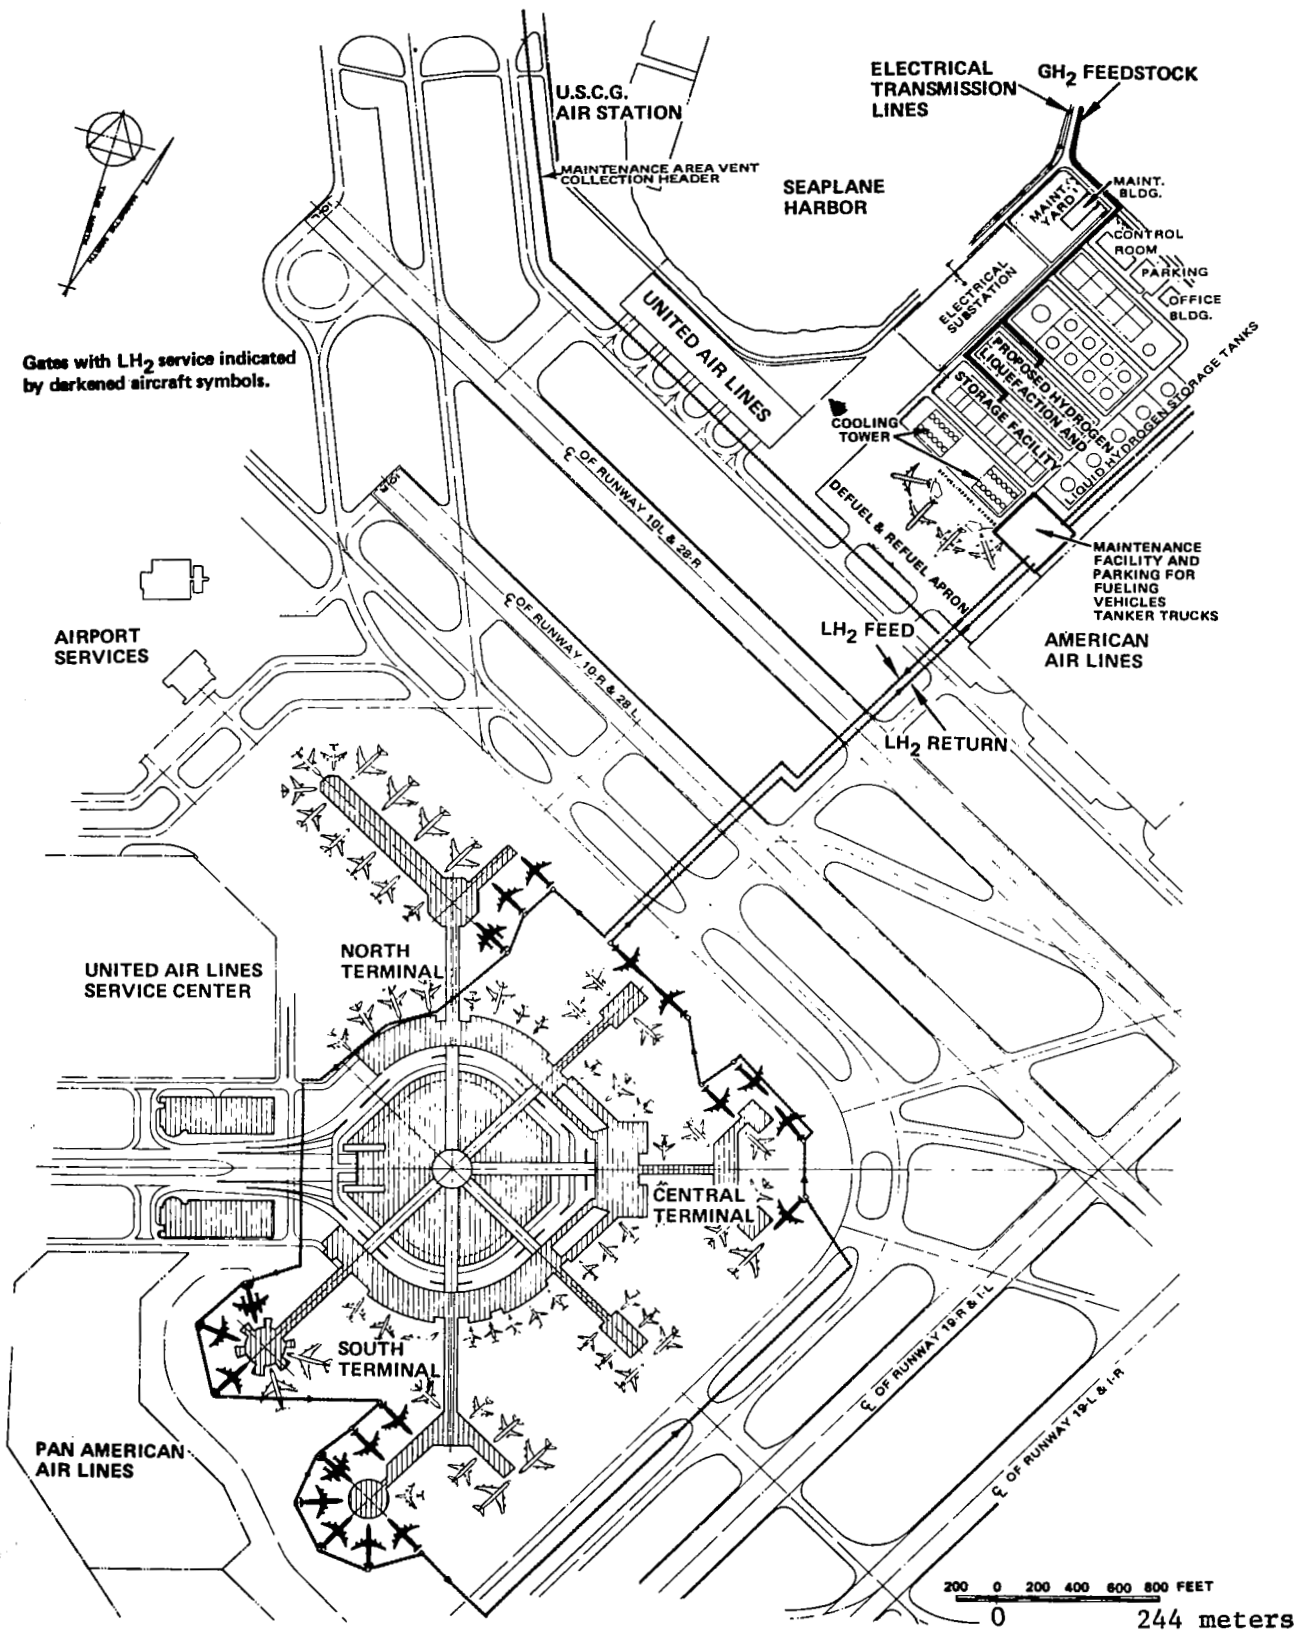 ELECTRICAL
TRANSMISSION
LINES
GH2 FEEDSTOCK
U.S.C.G.
AIR STATION
MAINTENANCE AREA VENT
COLLECTION HEADER
SEAPLANE
HARBOR
MAINT.
YARD
MAINT.
BLDG.
CONTROL
ROOM
PARKING
OFFICE
BLDG.
TRUE NORTH
MAGNETIC NORTH
10L
ELECTRICAL
SUBSTATION
UNITED AIR LINES
Gates with LH2 service indicated
by darkened aircraft symbols.
PROPOSED HYDROGEN
LIQUEFACTION AND
STORAGE FACILITY
LIQUID HYDROGEN STORAGE TANKS
COOLING
TOWER
DEFUEL & REFUEL APRON
℄ OF RUNWAY 10L & 28-R
℄ OF RUNWAY 10-R & 28 L
MAINTENANCE
FACILITY AND
PARKING FOR
FUELING
VEHICLES
TANKER TRUCKS
AIRPORT
SERVICES
LH2 FEED
AMERICAN
AIR LINES
LH2 RETURN
NORTH
TERMINAL
UNITED AIR LINES
SERVICE CENTER
CENTRAL
TERMINAL
SOUTH
TERMINAL
℄ OF RUNWAY 19-R & I-L
℄ OF RUNWAY 19-L & I-R
PAN AMERICAN
AIR LINES
200 0 200 400 600 800 FEET
0 244 meters